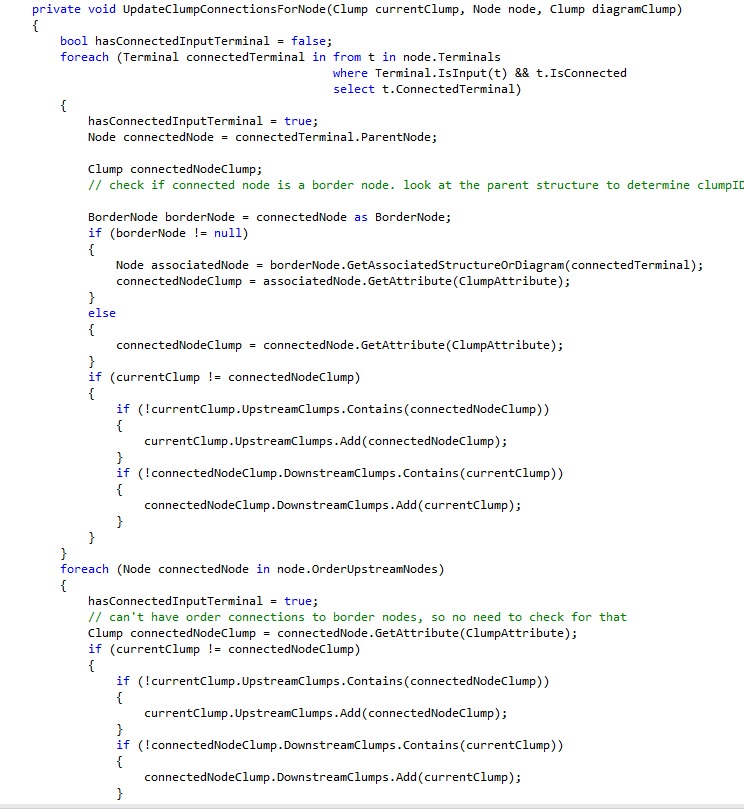 private void UpdateClumpConnectionsForNode(Clump currentClump, Node node, Clump diagramClump)
{
bool hasConnectedInputTerminal = false;
foreach (Terminal connectedTerminal in from t in node.Terminals
where Terminal.IsInput(t) && t.IsConnected
select t.ConnectedTerminal)
{
hasConnectedInputTerminal = true;
Node connectedNode = connectedTerminal.ParentNode;
Clump connectedNodeClump;
// check if connected node is a border node. look at the parent structure to determine clumpID
BorderNode borderNode = connectedNode as BorderNode;
if (borderNode != null)
{
Node associatedNode = borderNode.GetAssociatedStructureOrDiagram(connectedTerminal);
connectedNodeClump = associatedNode.GetAttribute(ClumpAttribute);
}
else
{
connectedNodeClump = connectedNode.GetAttribute(ClumpAttribute);
}
if (currentClump != connectedNodeClump)
{
if (!currentClump.UpstreamClumps.Contains(connectedNodeClump))
{
currentClump.UpstreamClumps.Add(connectedNodeClump);
}
if (!connectedNodeClump.DownstreamClumps.Contains(currentClump))
{
connectedNodeClump.DownstreamClumps.Add(currentClump);
}
}
}
foreach (Node connectedNode in node.OrderUpstreamNodes)
{
hasConnectedInputTerminal = true;
// can't have order connections to border nodes, so no need to check for that
Clump connectedNodeClump = connectedNode.GetAttribute(ClumpAttribute);
if (currentClump != connectedNodeClump)
{
if (!currentClump.UpstreamClumps.Contains(connectedNodeClump))
{
currentClump.UpstreamClumps.Add(connectedNodeClump);
}
if (!connectedNodeClump.DownstreamClumps.Contains(currentClump))
{
connectedNodeClump.DownstreamClumps.Add(currentClump);
}